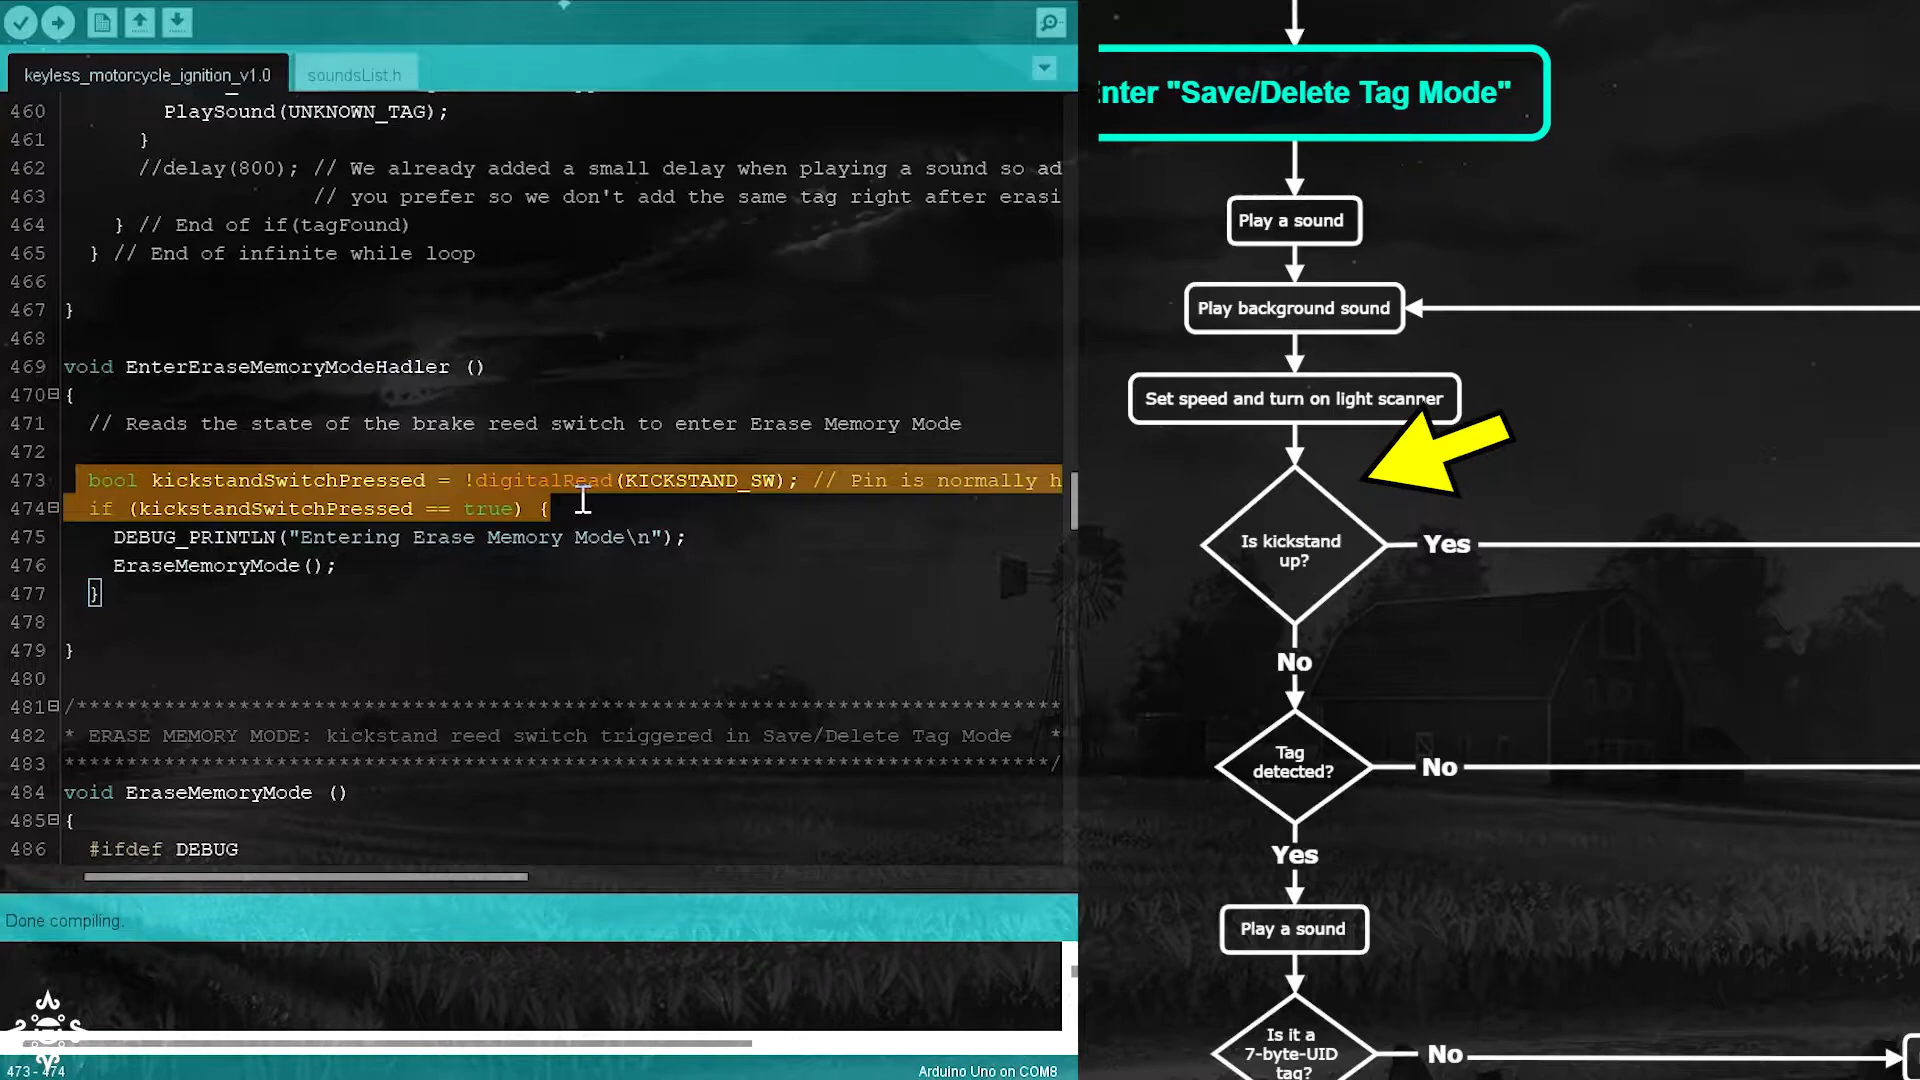 keyless_motorcycle_ignition_v1.0
soundsList.h
460 PlaySound(UNKNOWN_TAG);
461 }
462 //delay(800); // We already added a small delay when playing a sound so ad
463 // you prefer so we don't add the same tag right after erasi
464 } // End of if(tagFound)
465 } // End of infinite while loop
466
467 }
468
469 void EnterEraseMemoryModeHadler ()
470 {
471 // Reads the state of the brake reed switch to enter Erase Memory Mode
472
473 bool kickstandSwitchPressed = !digitalRead(KICKSTAND_SW); // Pin is normally h
474 if (kickstandSwitchPressed == true) {
475 DEBUG_PRINTLN("Entering Erase Memory Mode\n");
476 EraseMemoryMode();
477 }
478
479 }
480
481 /*********************************************************************************
482 * ERASE MEMORY MODE: kickstand reed switch triggered in Save/Delete Tag Mode *
483 *********************************************************************************/
484 void EraseMemoryMode ()
485 {
486 #ifdef DEBUG
Done compiling.
473 - 474
Arduino Uno on COM8
nter "Save/Delete Tag Mode"
Play a sound
Play background sound
Set speed and turn on light scanner
Is kickstand
up?
Yes
No
Tag
detected?
No
Yes
Play a sound
Is it a
7-byte-UID
tag?
No